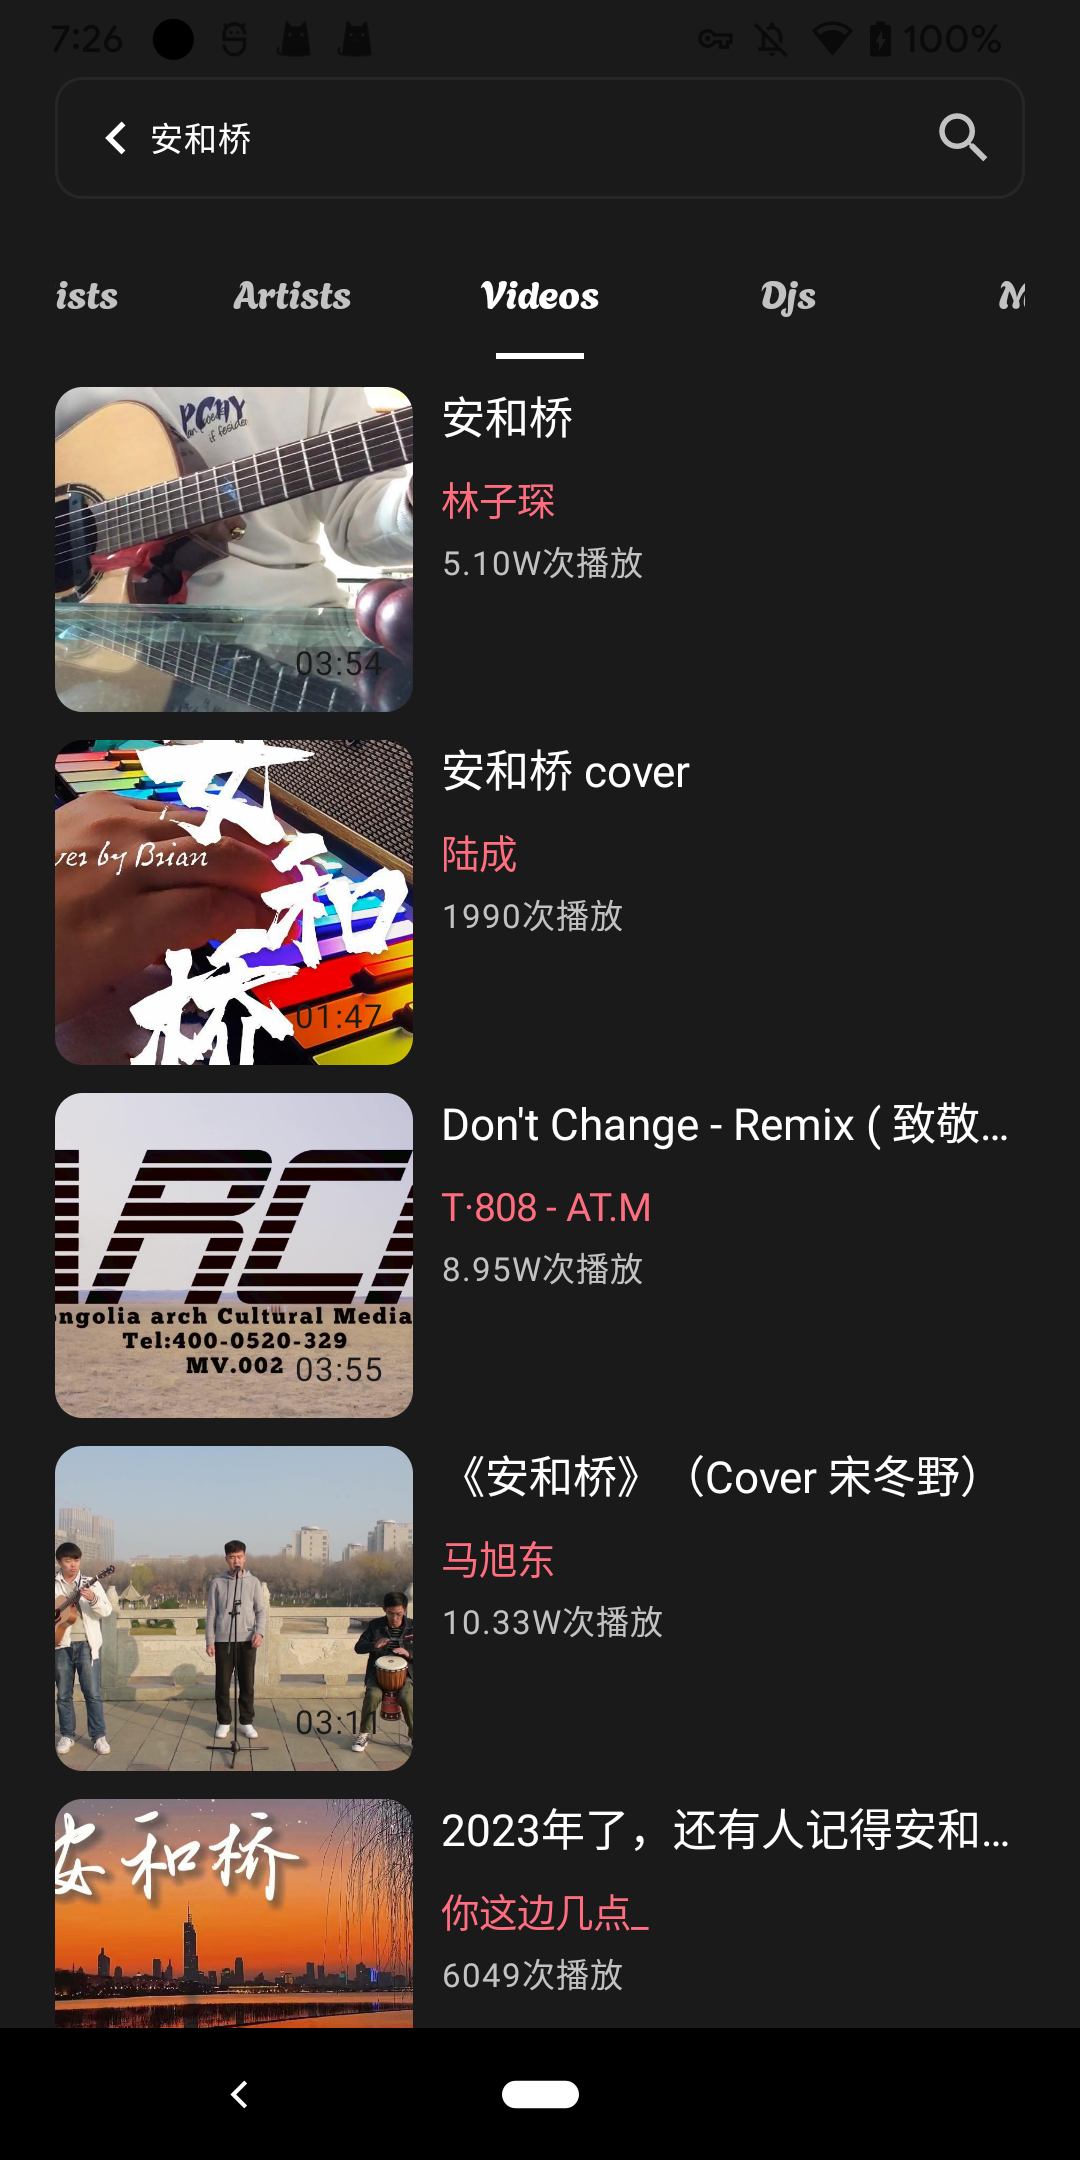 7:26
100%
安和桥
ists
Artists
Videos
Djs
PCHY
if
03:54
安和桥
林子琛
5.10W次播放
安和桥
ver by Brian
01:47
安和桥 cover
陆成
1990次播放
ARC
ongolia arch Cultural Media
Tel:400-0520-329
MV.002
03:55
Don't Change - Remix ( 致敬...
T·808 - AT.M
8.95W次播放
03:11
《安和桥》（Cover 宋冬野）
马旭东
10.33W次播放
安和桥
2023年了，还有人记得安和...
你这边几点_
6049次播放